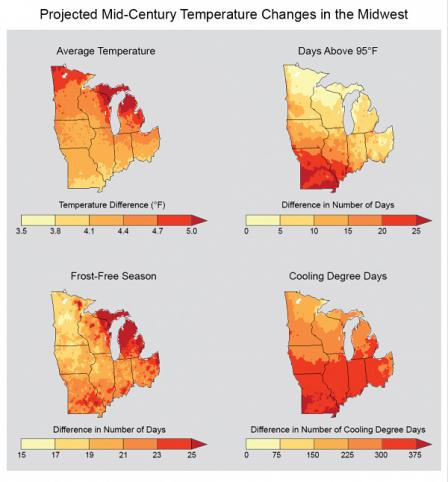 Projected Mid-Century Temperature Changes in the Midwest
Average Temperature
Days Above 95°F
Temperature Difference (°F)
3.5 3.8 4.1 4.4 4.7 5.0
Difference in Number of Days
0 5 10 15 20 25
Frost-Free Season
Cooling Degree Days
Difference in Number of Days
15 17 19 21 23 25
Difference in Number of Cooling Degree Days
0 75 150 225 300 375